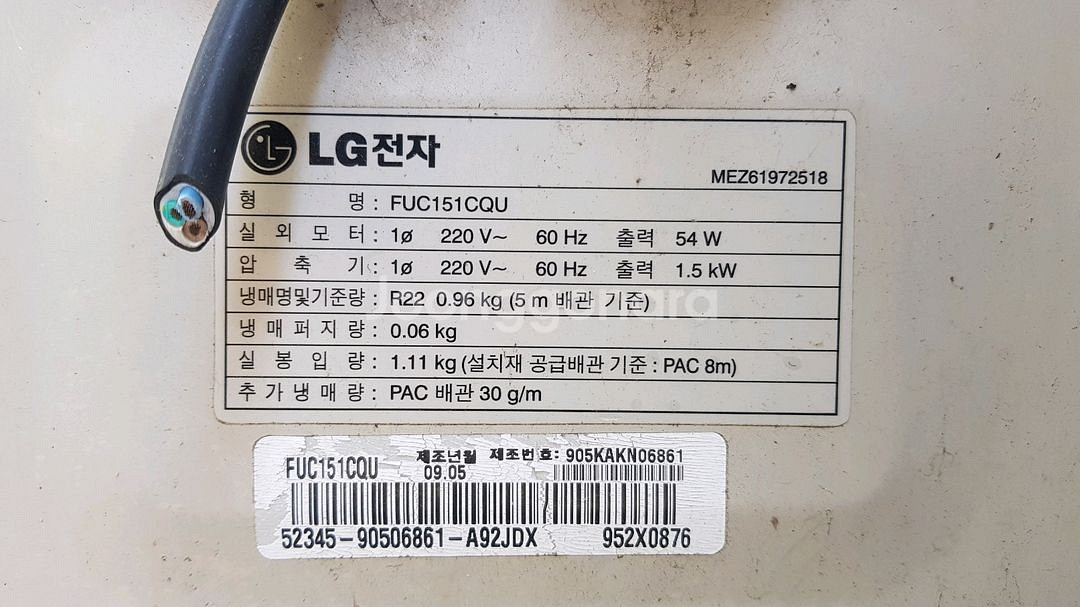 LG전자
MEZ61972518
형 명 : FUC151CQU
실 외 모 터 : 1ø 220 V~ 60 Hz 출력 54 W
압 축 기 : 1ø 220 V~ 60 Hz 출력 1.5 kW
냉매명및기준량 : R22 0.96 kg (5 m 배관 기준)
냉 매 퍼 지 량 : 0.06 kg
실 봉 입 량 : 1.11 kg (설치재 공급배관 기준 : PAC 8m)
추 가 냉 매 량 : PAC 배관 30 g/m
Joonggonara
FUC151CQU 제조년월 09.05 제조번호: 905KAKN06861
52345-90506861-A92JDX 952X0876